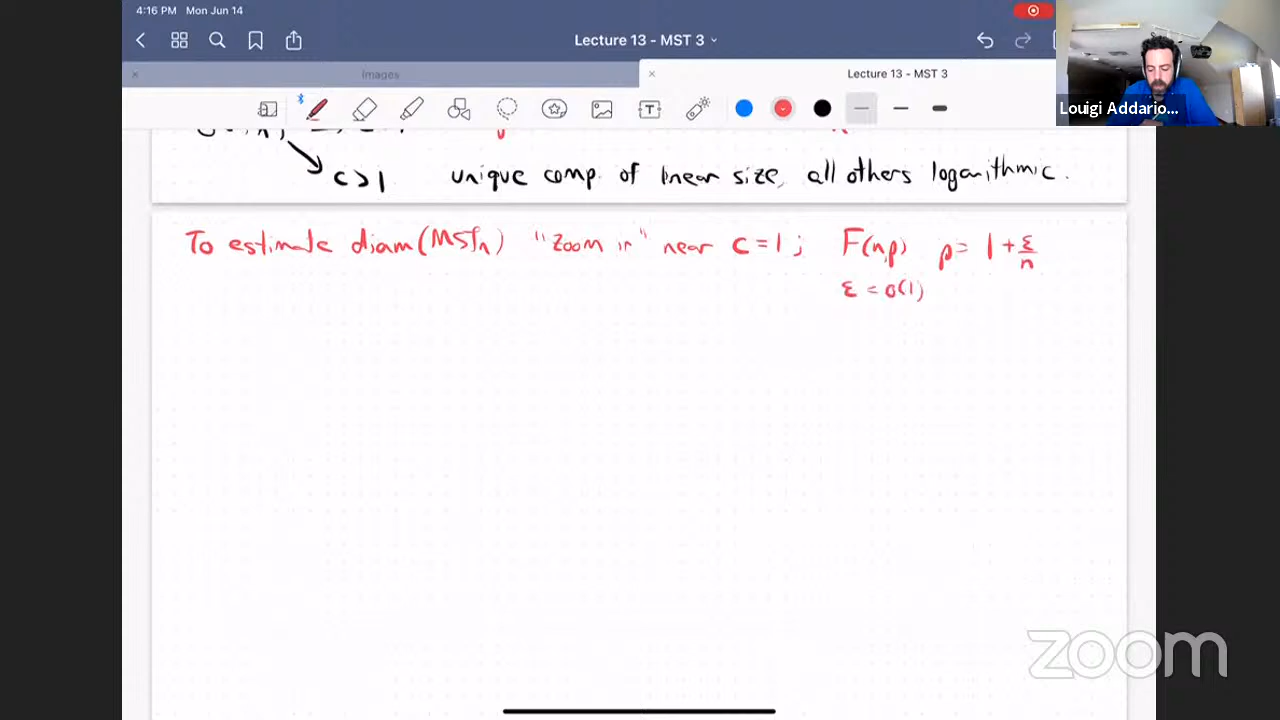 4:16 PM Mon Jun 14
Lecture 13 - MST 3
Images
Lecture 13 - MST 3
Louigi Addario...
c > 1 unique comp. of linear size, all others logarithmic.
To estimate diam(MSTn) "zoom in" near c = 1; F(n,p) p = 1 + ε/n
ε = o(1)
zoom